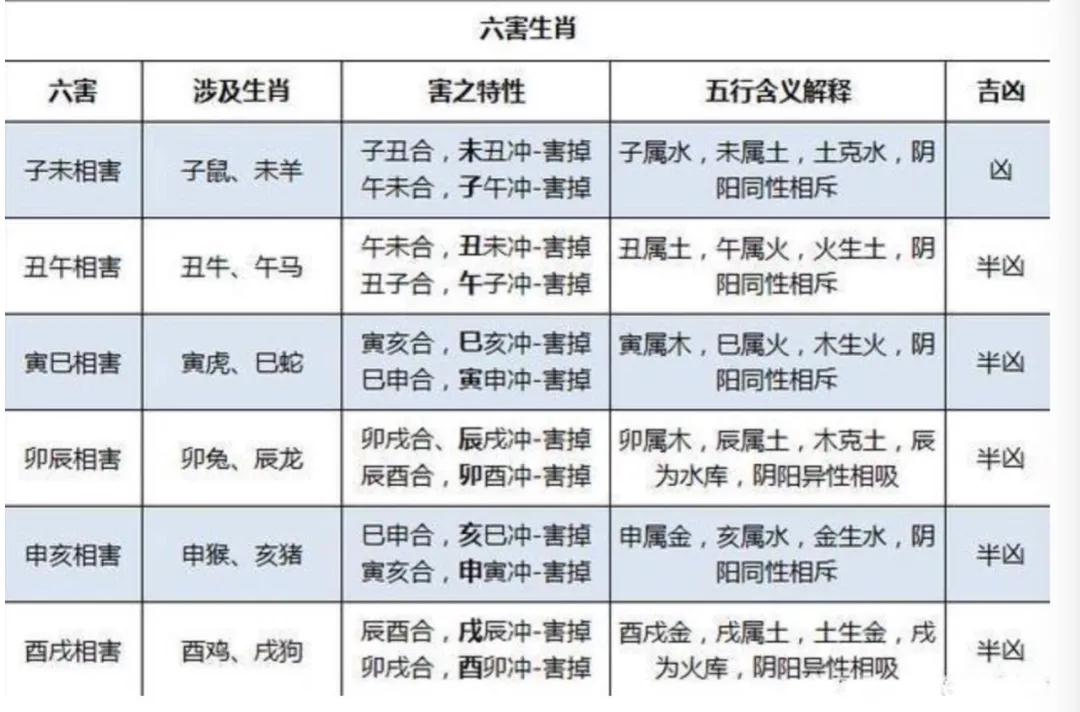 六害生肖
六害
涉及生肖
害之特性
五行含义解释
吉凶
子未相害
子鼠、未羊
子丑合，未丑冲-害掉
午未合，子午冲-害掉
子属水，未属土，土克水，阴
阳同性相斥
凶
丑午相害
丑牛、午马
午未合，丑未冲-害掉
丑子合，午子冲-害掉
丑属土，午属火，火生土，阴
阳同性相斥
半凶
寅巳相害
寅虎、巳蛇
寅亥合，巳亥冲-害掉
巳申合，寅申冲-害掉
寅属木，巳属火，木生火，阴
阳同性相斥
半凶
卯辰相害
卯兔、辰龙
卯戌合、辰戌冲-害掉
辰酉合，卯酉冲-害掉
卯属木，辰属土，木克土，辰
为水库，阴阳异性相吸
半凶
申亥相害
申猴、亥猪
巳申合，亥巳冲-害掉
寅亥合，申寅冲-害掉
申属金，亥属水，金生水，阴
阳同性相斥
半凶
酉戌相害
酉鸡、戌狗
辰酉合，戌辰冲-害掉
卯戌合，酉卯冲-害掉
酉戌金，戌属土，土生金，戌
为火库，阴阳异性相吸
半凶